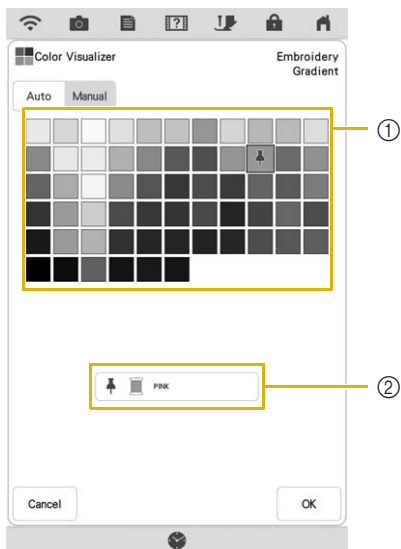 Color Visualizer
Embroidery
Gradient
Auto Manual
①
PINK
②
Cancel
OK